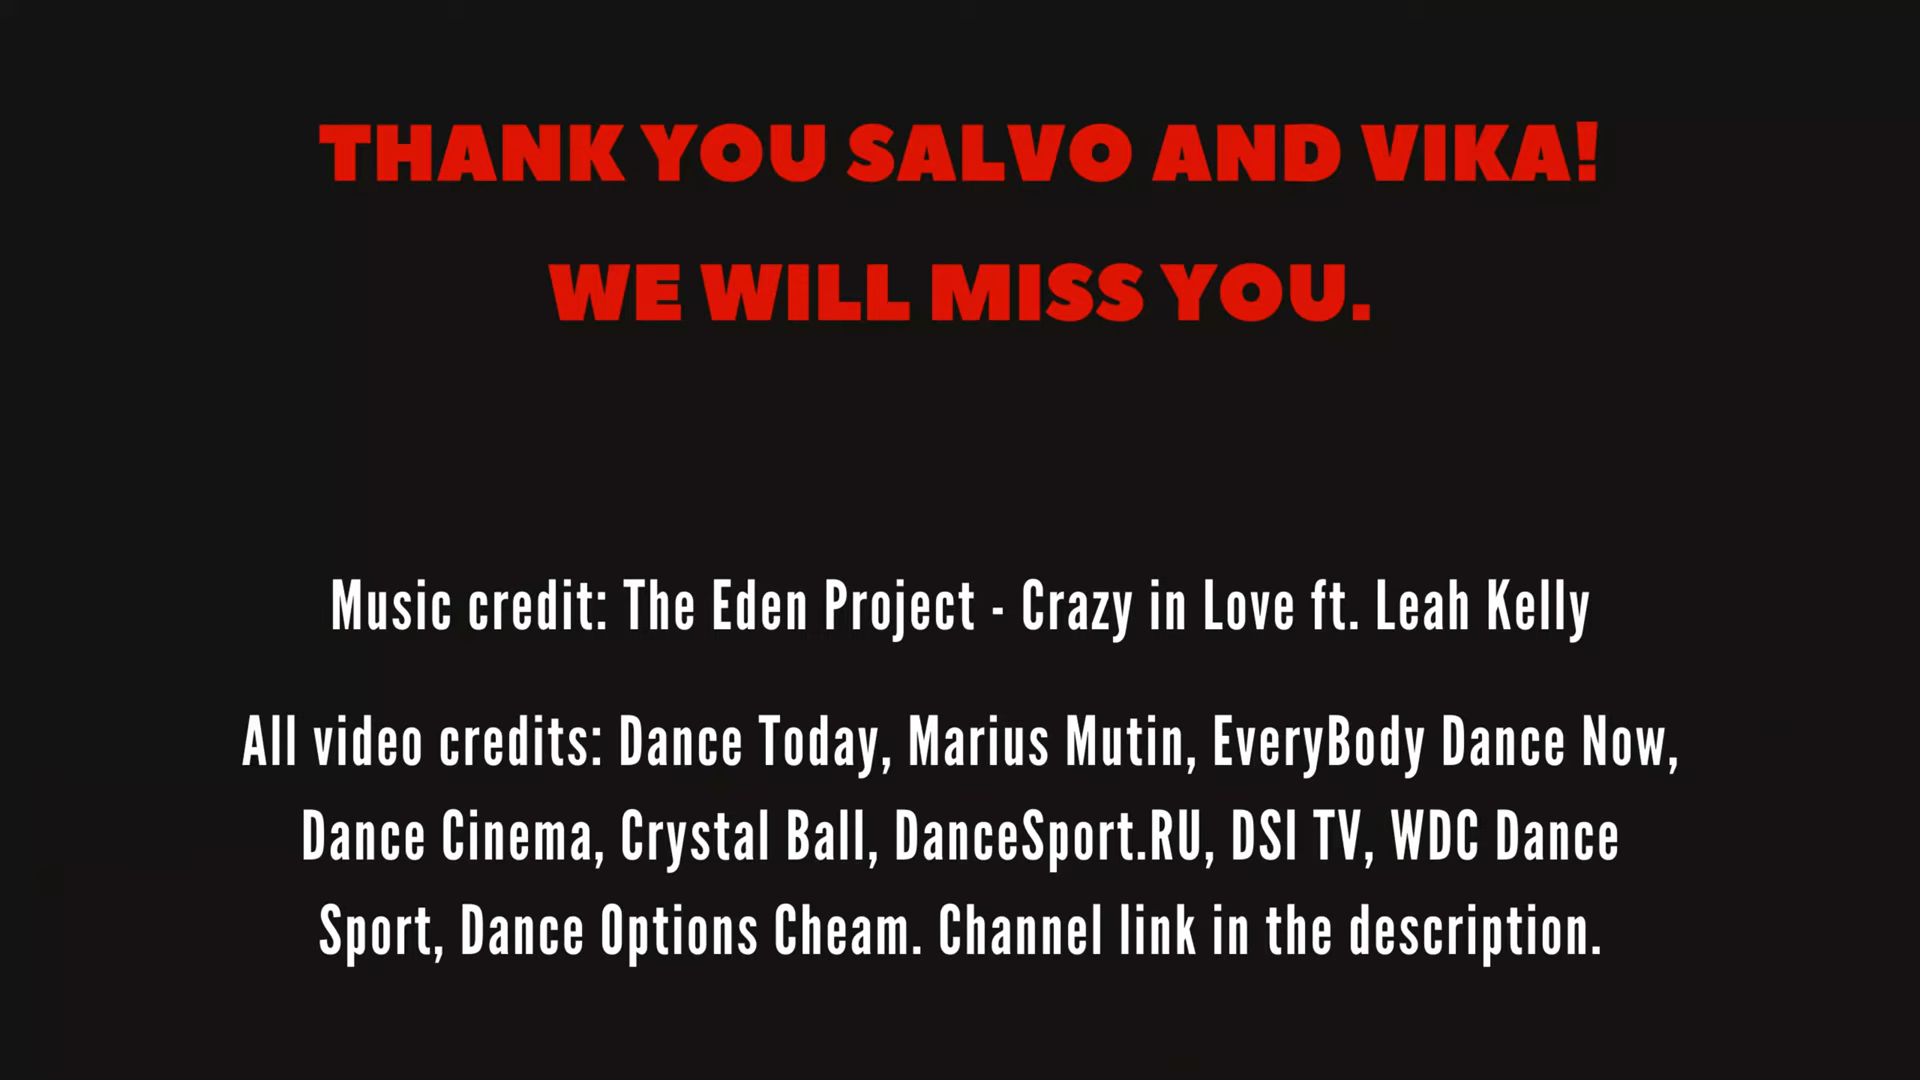 THANK YOU SALVO AND VIKA!
WE WILL MISS YOU.
Music credit: The Eden Project - Crazy in Love ft. Leah Kelly
All video credits: Dance Today, Marius Mutin, EveryBody Dance Now,
Dance Cinema, Crystal Ball, DanceSport.RU, DSI TV, WDC Dance
Sport, Dance Options Cheam. Channel link in the description.